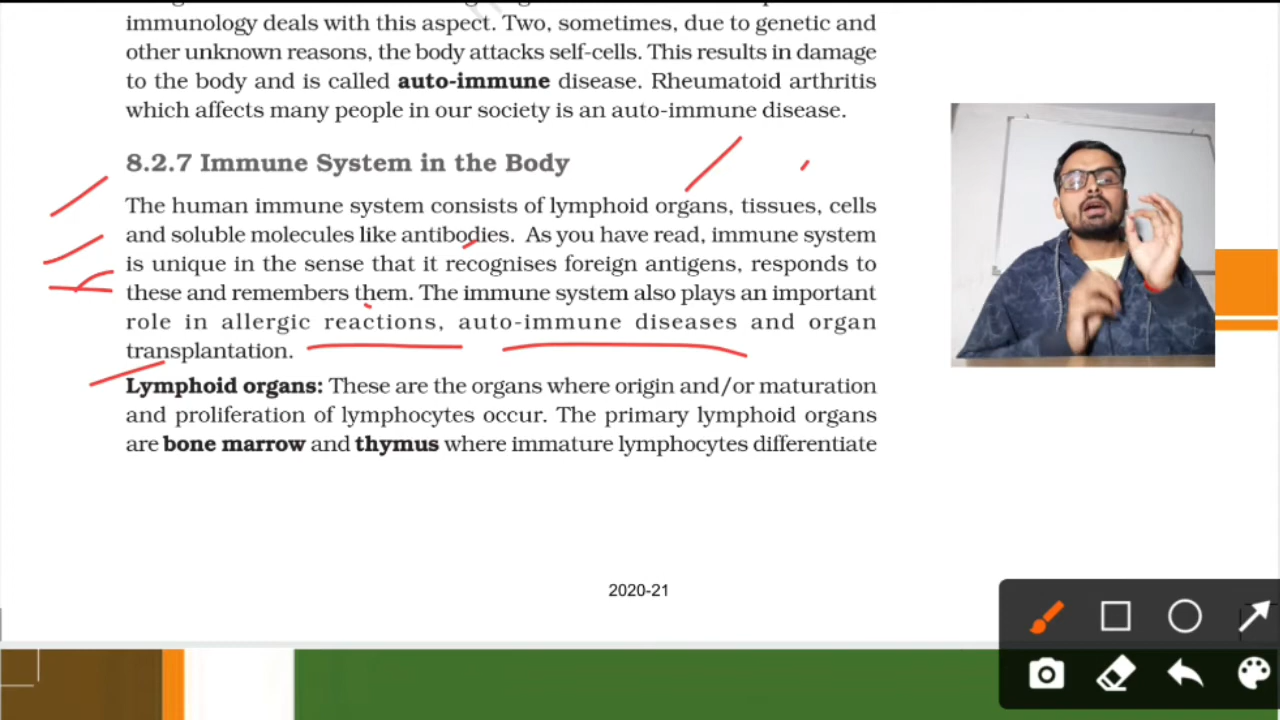 immunology deals with this aspect. Two, sometimes, due to genetic and
other unknown reasons, the body attacks self-cells. This results in damage
to the body and is called auto-immune disease. Rheumatoid arthritis
which affects many people in our society is an auto-immune disease.
8.2.7 Immune System in the Body
The human immune system consists of lymphoid organs, tissues, cells
and soluble molecules like antibodies. As you have read, immune system
is unique in the sense that it recognises foreign antigens, responds to
these and remembers them. The immune system also plays an important
role in allergic reactions, auto-immune diseases and organ
transplantation.
Lymphoid organs: These are the organs where origin and/or maturation
and proliferation of lymphocytes occur. The primary lymphoid organs
are bone marrow and thymus where immature lymphocytes differentiate
2020-21